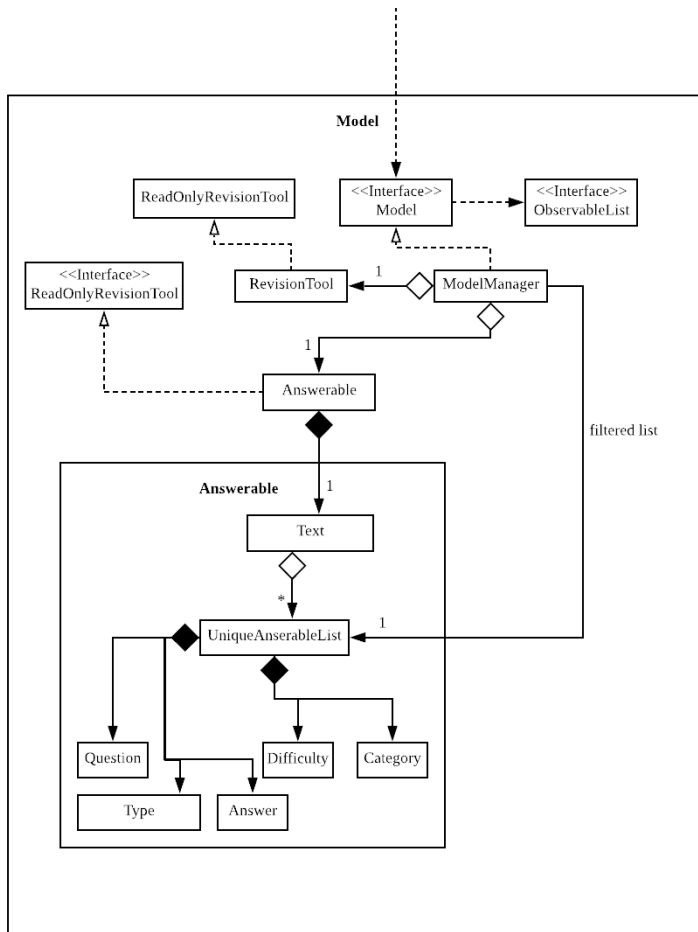 Model
ReadOnlyRevisionTool
<<Interface>>
Model
<<Interface>>
ObservableList
<<Interface>>
ReadOnlyRevisionTool
RevisionTool
1
ModelManager
1
Answerable
filtered list
Answerable
1
Text
*
UniqueAnserableList
1
Question
Difficulty
Category
Type
Answer